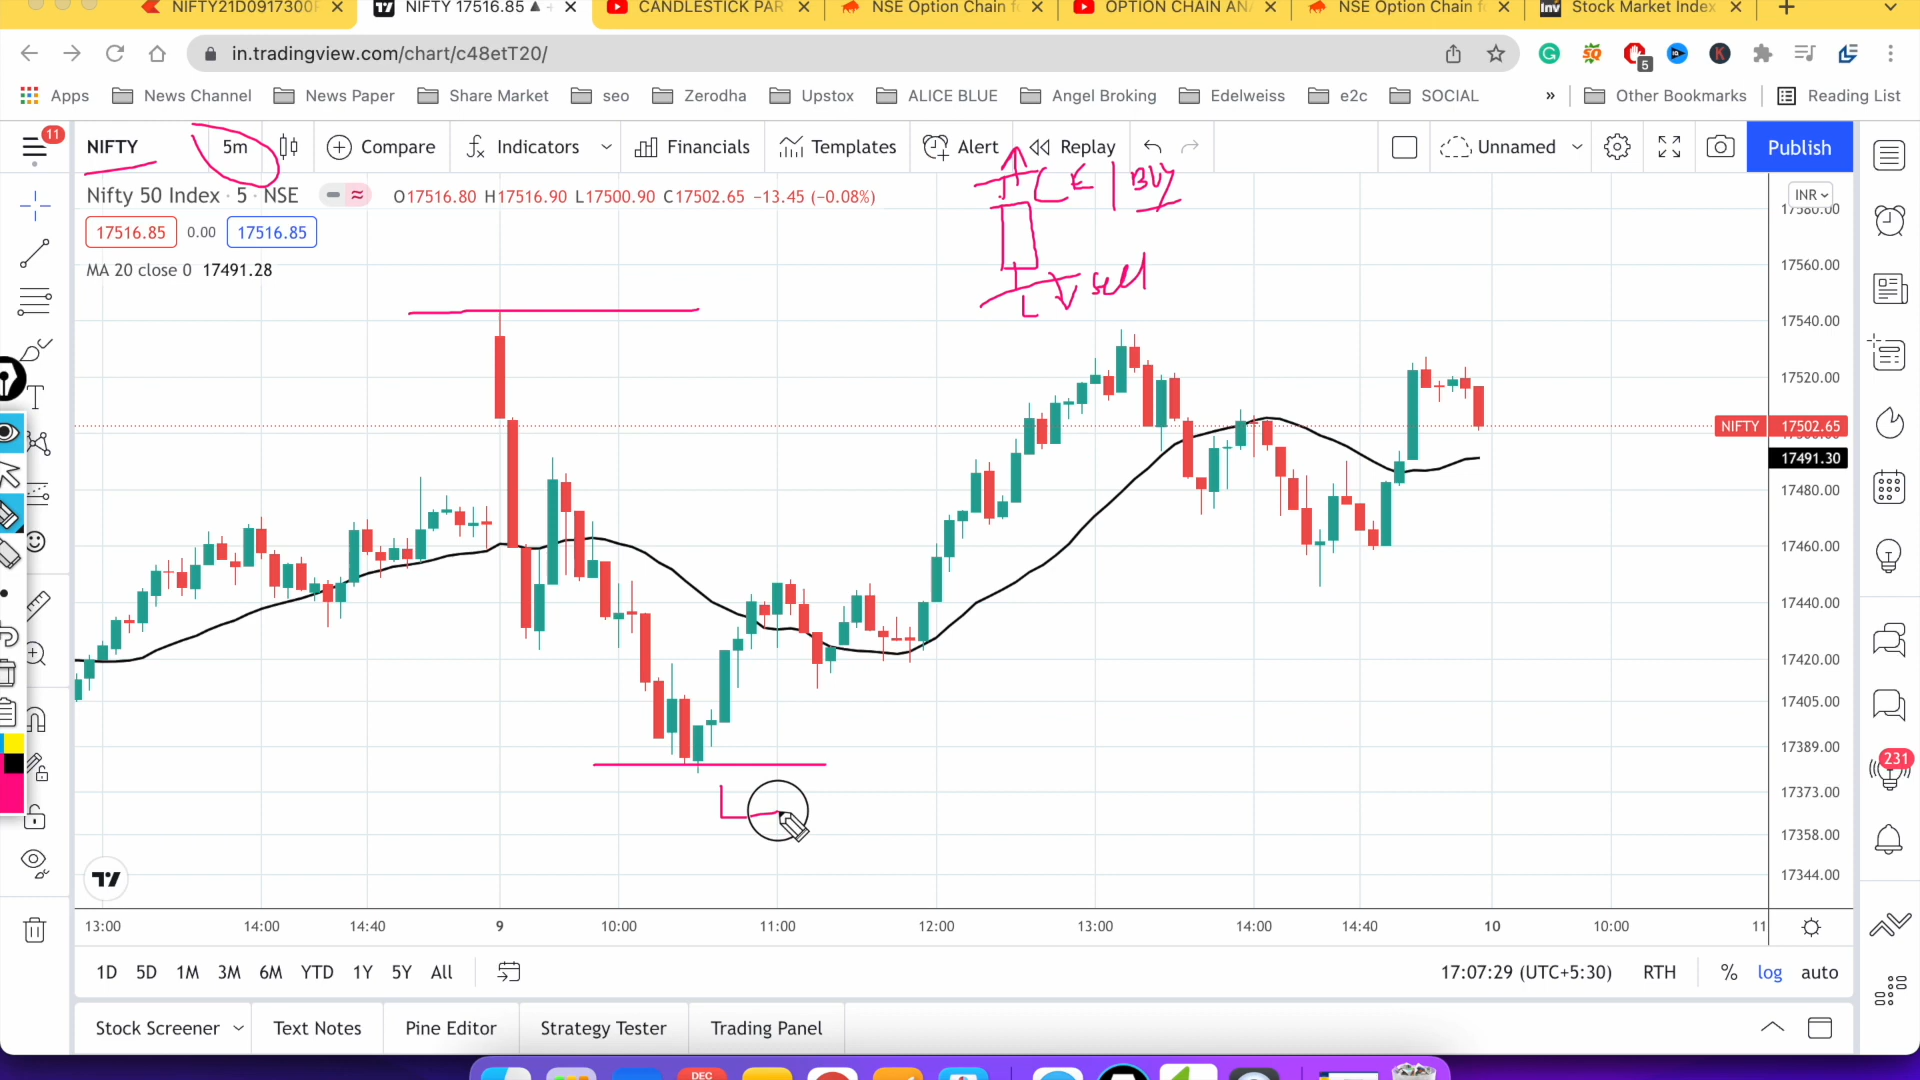 NIFTY21D0917300P
NIFTY 17516.85 ▲
CANDLESTICK PAR
NSE Option Chain f
OPTION CHAIN AN
NSE Option Chain f
Inv Stock Market Index
in.tradingview.com/chart/c48etT20/
5
Apps News Channel News Paper Share Market seo Zerodha Upstox ALICE BLUE Angel Broking Edelweiss e2c SOCIAL » Other Bookmarks Reading List
11
NIFTY 5m Compare Indicators Financials Templates Alert Replay Unnamed Publish
CE | BUY
Nifty 50 Index · 5 · NSE O17516.80 H17516.90 L17500.90 C17502.65 −13.45 (−0.08%)
INR
17516.85 0.00 17516.85
MA 20 close 0 17491.28
sell
L
17580.00
17560.00
17540.00
17520.00
NIFTY 17502.65
17491.30
17480.00
17460.00
17440.00
17420.00
17405.00
17389.00
17373.00
17358.00
17344.00
L
231
13:00 14:00 14:40 9 10:00 11:00 12:00 13:00 14:00 14:40 10 10:00 11
1D 5D 1M 3M 6M YTD 1Y 5Y All 17:07:29 (UTC+5:30) RTH % log auto
Stock Screener Text Notes Pine Editor Strategy Tester Trading Panel
DEC